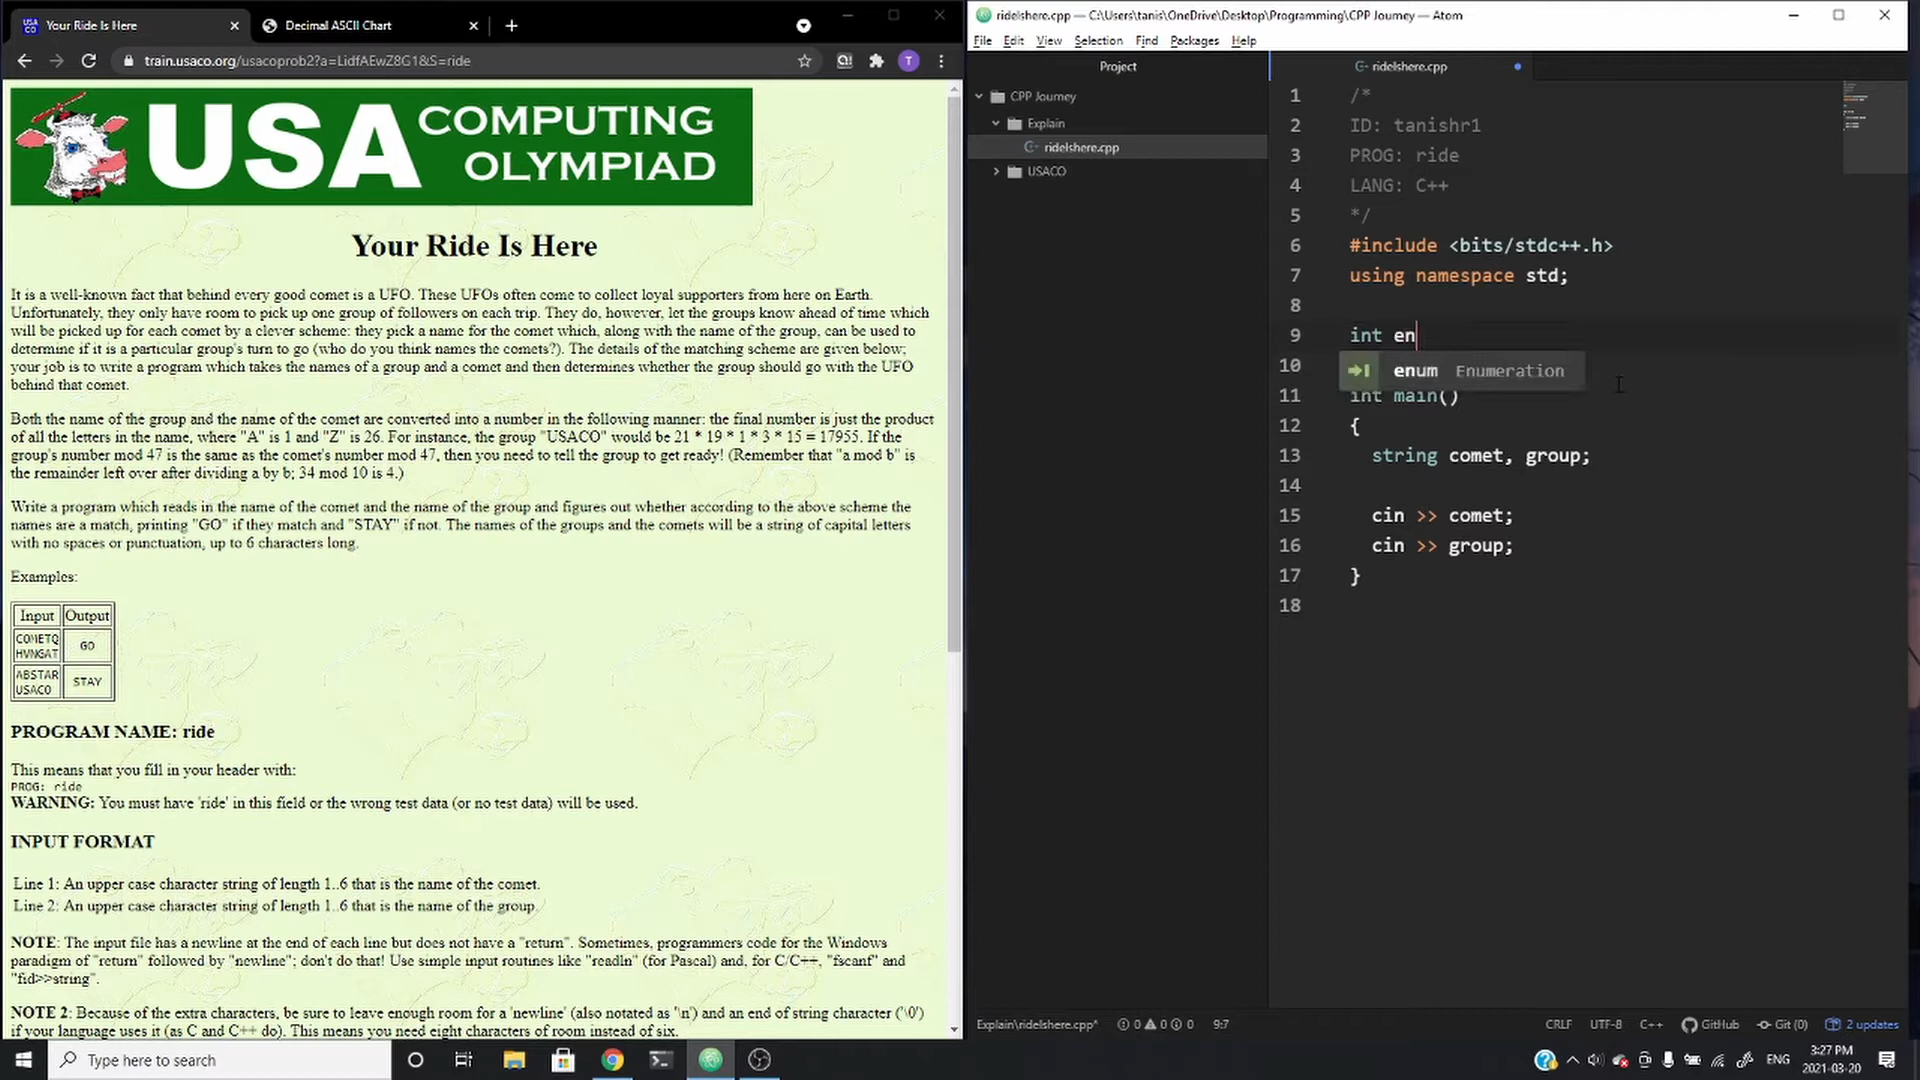 Your Ride Is Here
Decimal ASCII Chart
train.usaco.org/usacoprob2?a=LidfAEwZ8G1&S=ride
T
USA COMPUTING OLYMPIAD
Your Ride Is Here
It is a well-known fact that behind every good comet is a UFO. These UFOs often come to collect loyal supporters from here on Earth.
Unfortunately, they only have room to pick up one group of followers on each trip. They do, however, let the groups know ahead of time which
will be picked up for each comet by a clever scheme: they pick a name for the comet which, along with the name of the group, can be used to
determine if it is a particular group's turn to go (who do you think names the comets?). The details of the matching scheme are given below;
your job is to write a program which takes the names of a group and a comet and then determines whether the group should go with the UFO
behind that comet.
Both the name of the group and the name of the comet are converted into a number in the following manner: the final number is just the product
of all the letters in the name, where "A" is 1 and "Z" is 26. For instance, the group "USACO" would be 21 * 19 * 1 * 3 * 15 = 17955. If the
group's number mod 47 is the same as the comet's number mod 47, then you need to tell the group to get ready! (Remember that "a mod b" is
the remainder left over after dividing a by b; 34 mod 10 is 4.)
Write a program which reads in the name of the comet and the name of the group and figures out whether according to the above scheme the
names are a match, printing "GO" if they match and "STAY" if not. The names of the groups and the comets will be a string of capital letters
with no spaces or punctuation, up to 6 characters long.
Examples:
Input Output
COMETQ
HVNGAT
GO
ABSTAR
USACO
STAY
PROGRAM NAME: ride
This means that you fill in your header with:
PROG: ride
WARNING: You must have 'ride' in this field or the wrong test data (or no test data) will be used.
INPUT FORMAT
Line 1: An upper case character string of length 1..6 that is the name of the comet.
Line 2: An upper case character string of length 1..6 that is the name of the group.
NOTE: The input file has a newline at the end of each line but does not have a "return". Sometimes, programmers code for the Windows
paradigm of "return" followed by "newline"; don't do that! Use simple input routines like "readln" (for Pascal) and, for C/C++, "fscanf" and
"fid>>string".
NOTE 2: Because of the extra characters, be sure to leave enough room for a 'newline' (also notated as '\n') and an end of string character ('\0')
if your language uses it (as C and C++ do). This means you need eight characters of room instead of six.
rideIshere.cpp — C:\Users\tanis\OneDrive\Desktop\Programming\CPP Journey — Atom
File Edit View Selection Find Packages Help
Project
CPP Journey
Explain
rideIshere.cpp
USACO
rideIshere.cpp
1 /*
2 ID: tanishr1
3 PROG: ride
4 LANG: C++
5 */
6 #include <bits/stdc++.h>
7 using namespace std;
8
9 int en
10
enum Enumeration
11 int main()
12 {
13 string comet, group;
14
15 cin >> comet;
16 cin >> group;
17 }
18
Explain\rideIshere.cpp* 0 0 0 9:7
CRLF UTF-8 C++ GitHub Git (0) 2 updates
Type here to search
ENG
3:27 PM
2021-03-20